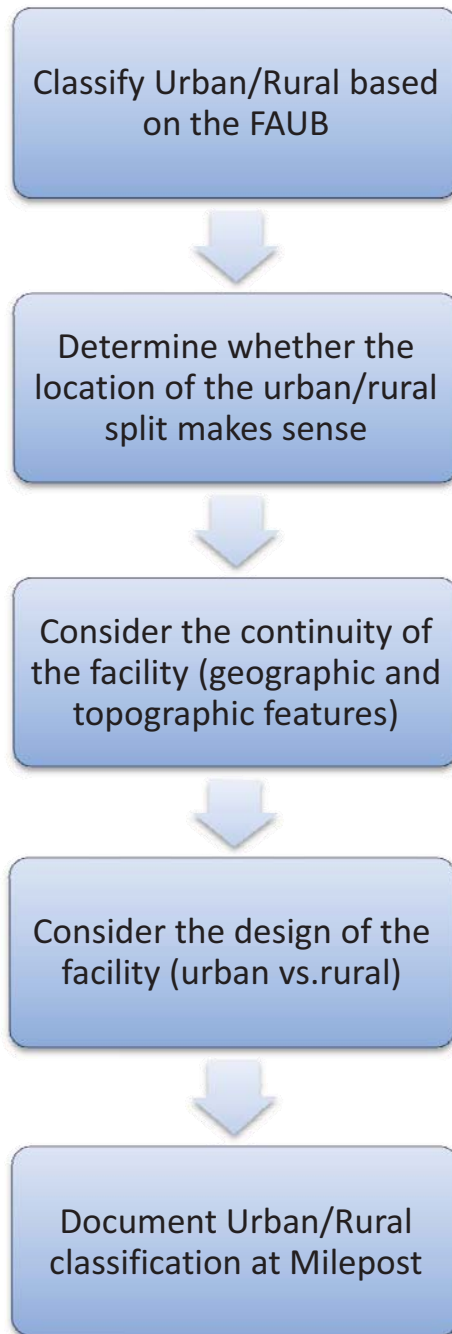 Classify Urban/Rural based
on the FAUB
Determine whether the
location of the urban/rural
split makes sense
Consider the continuity of
the facility (geographic and
topographic features)
Consider the design of the
facility (urban vs.rural)
Document Urban/Rural
classification at Milepost